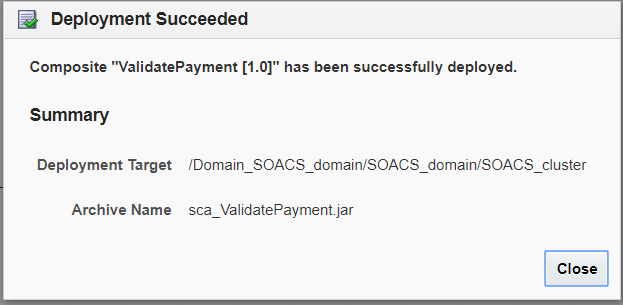 Deployment Succeeded
Composite "ValidatePayment [1.0]" has been successfully deployed.
Summary
Deployment Target /Domain_SOACS_domain/SOACS_domain/SOACS_cluster
Archive Name sca_ValidatePayment.jar
Close